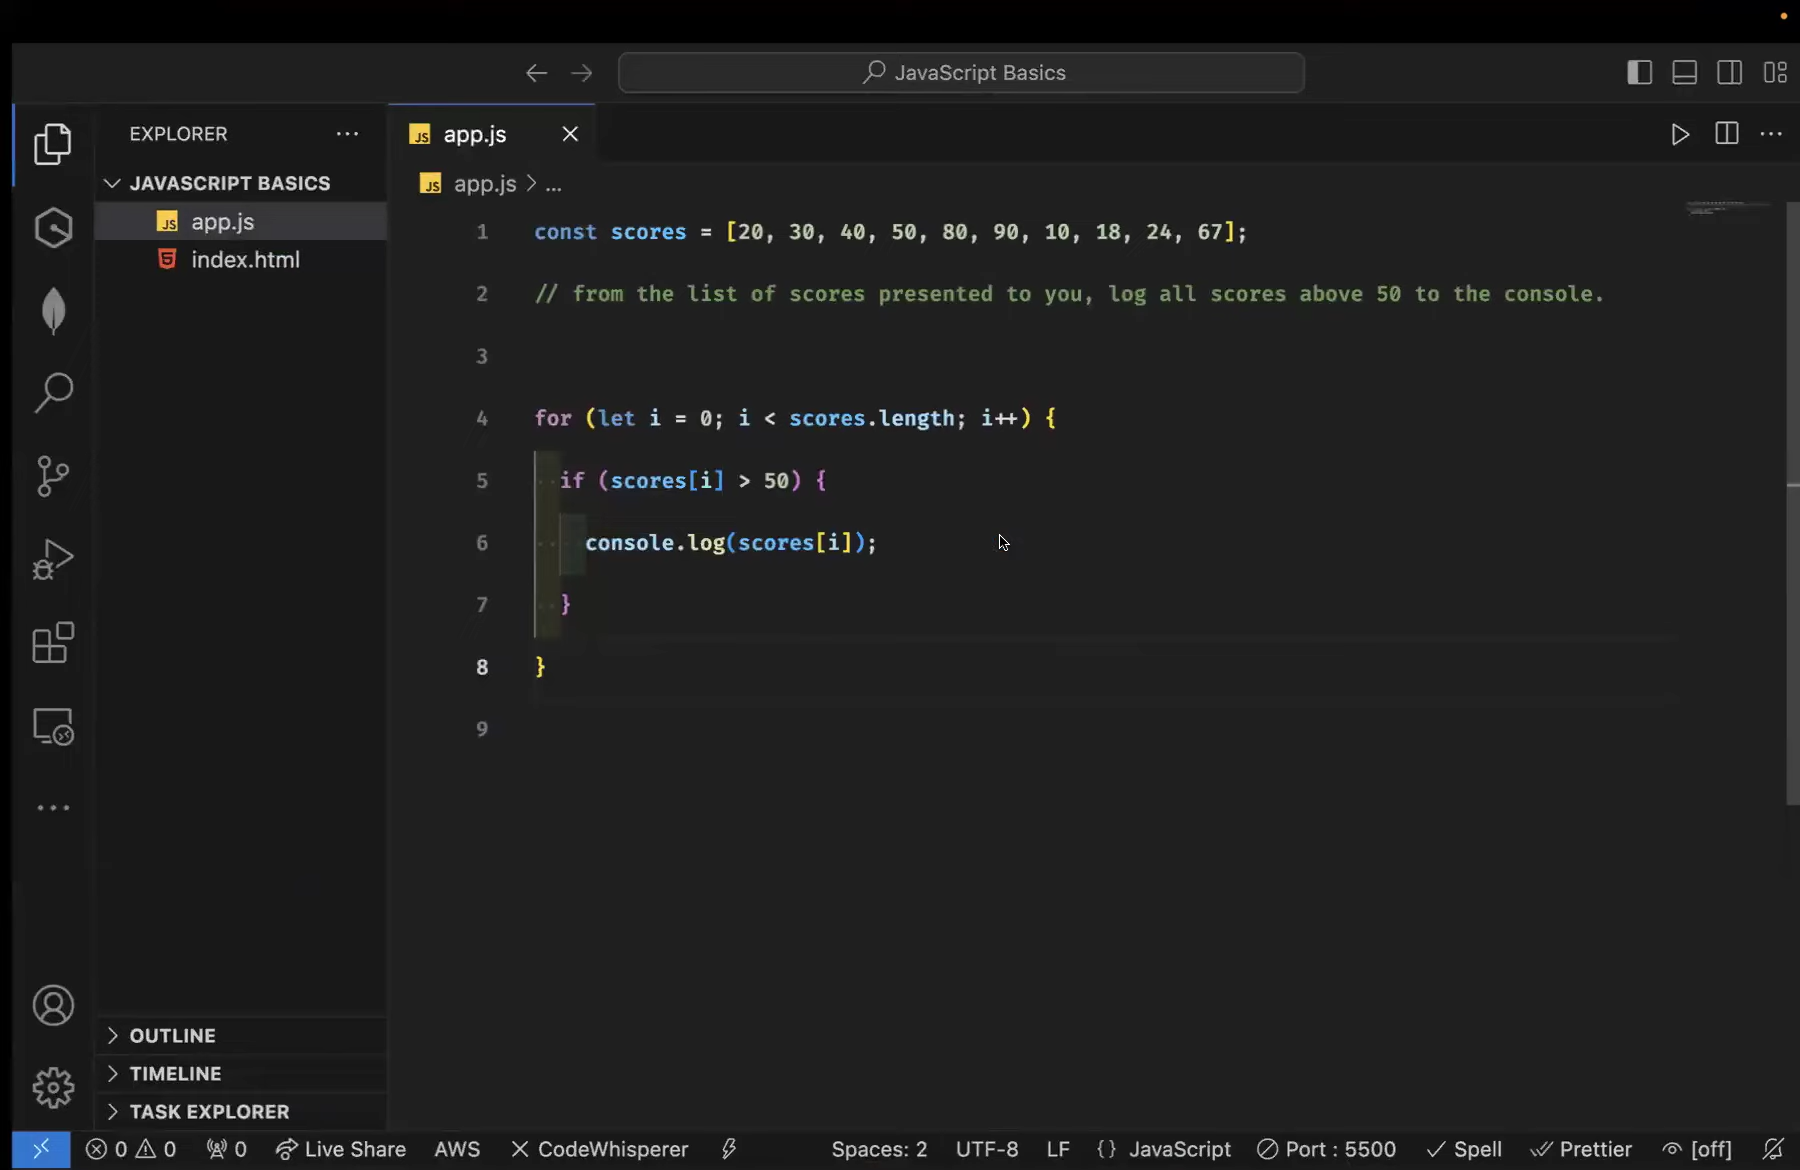 JavaScript Basics
EXPLORER
JS app.js
JAVASCRIPT BASICS
JS app.js > ...
JS app.js
index.html
1 const scores = [20, 30, 40, 50, 80, 90, 10, 18, 24, 67];
2 // from the list of scores presented to you, log all scores above 50 to the console.
3
4 for (let i = 0; i < scores.length; i++) {
5 if (scores[i] > 50) {
6 console.log(scores[i]);
7 }
8 }
9
OUTLINE
TIMELINE
TASK EXPLORER
0 0 0 Live Share AWS CodeWhisperer Spaces: 2 UTF-8 LF {} JavaScript Port : 5500 Spell Prettier [off]